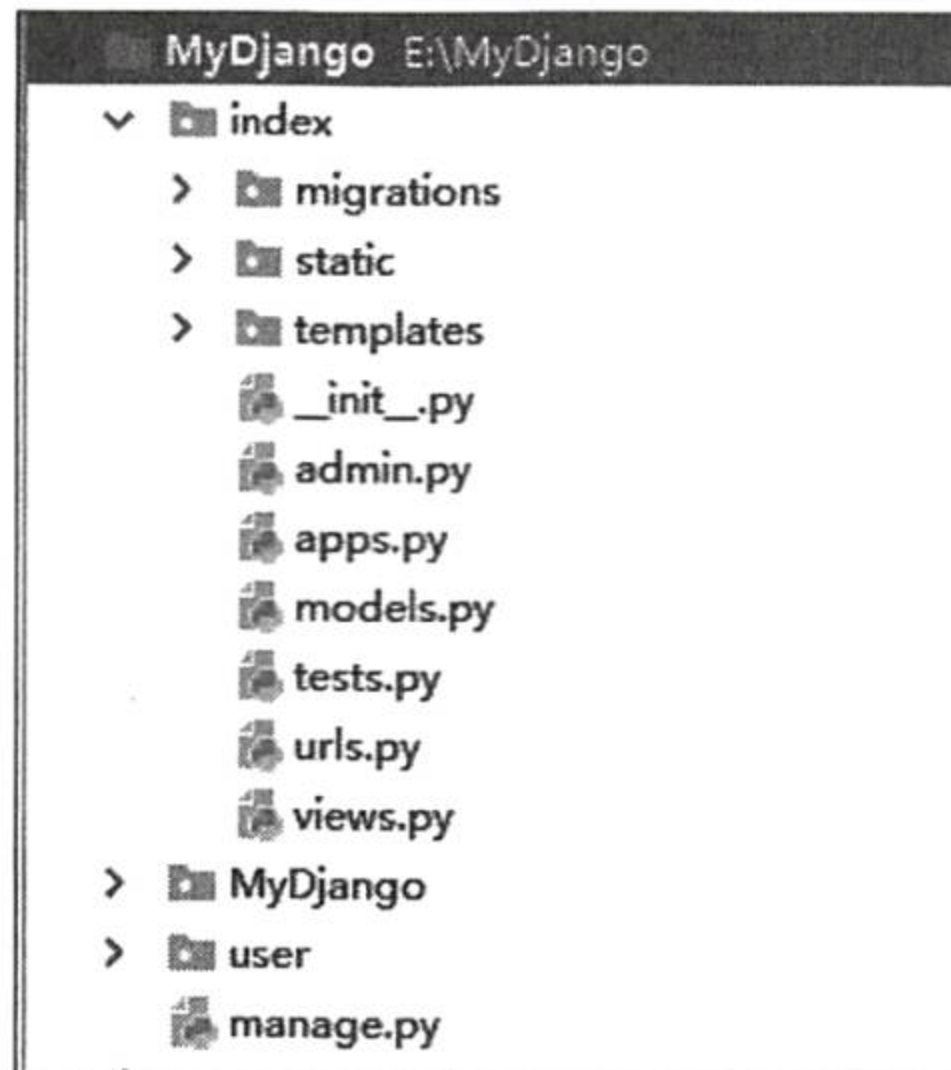 MyDjango E:\MyDjango
index
migrations
static
templates
__init__.py
admin.py
apps.py
models.py
tests.py
urls.py
views.py
MyDjango
user
manage.py